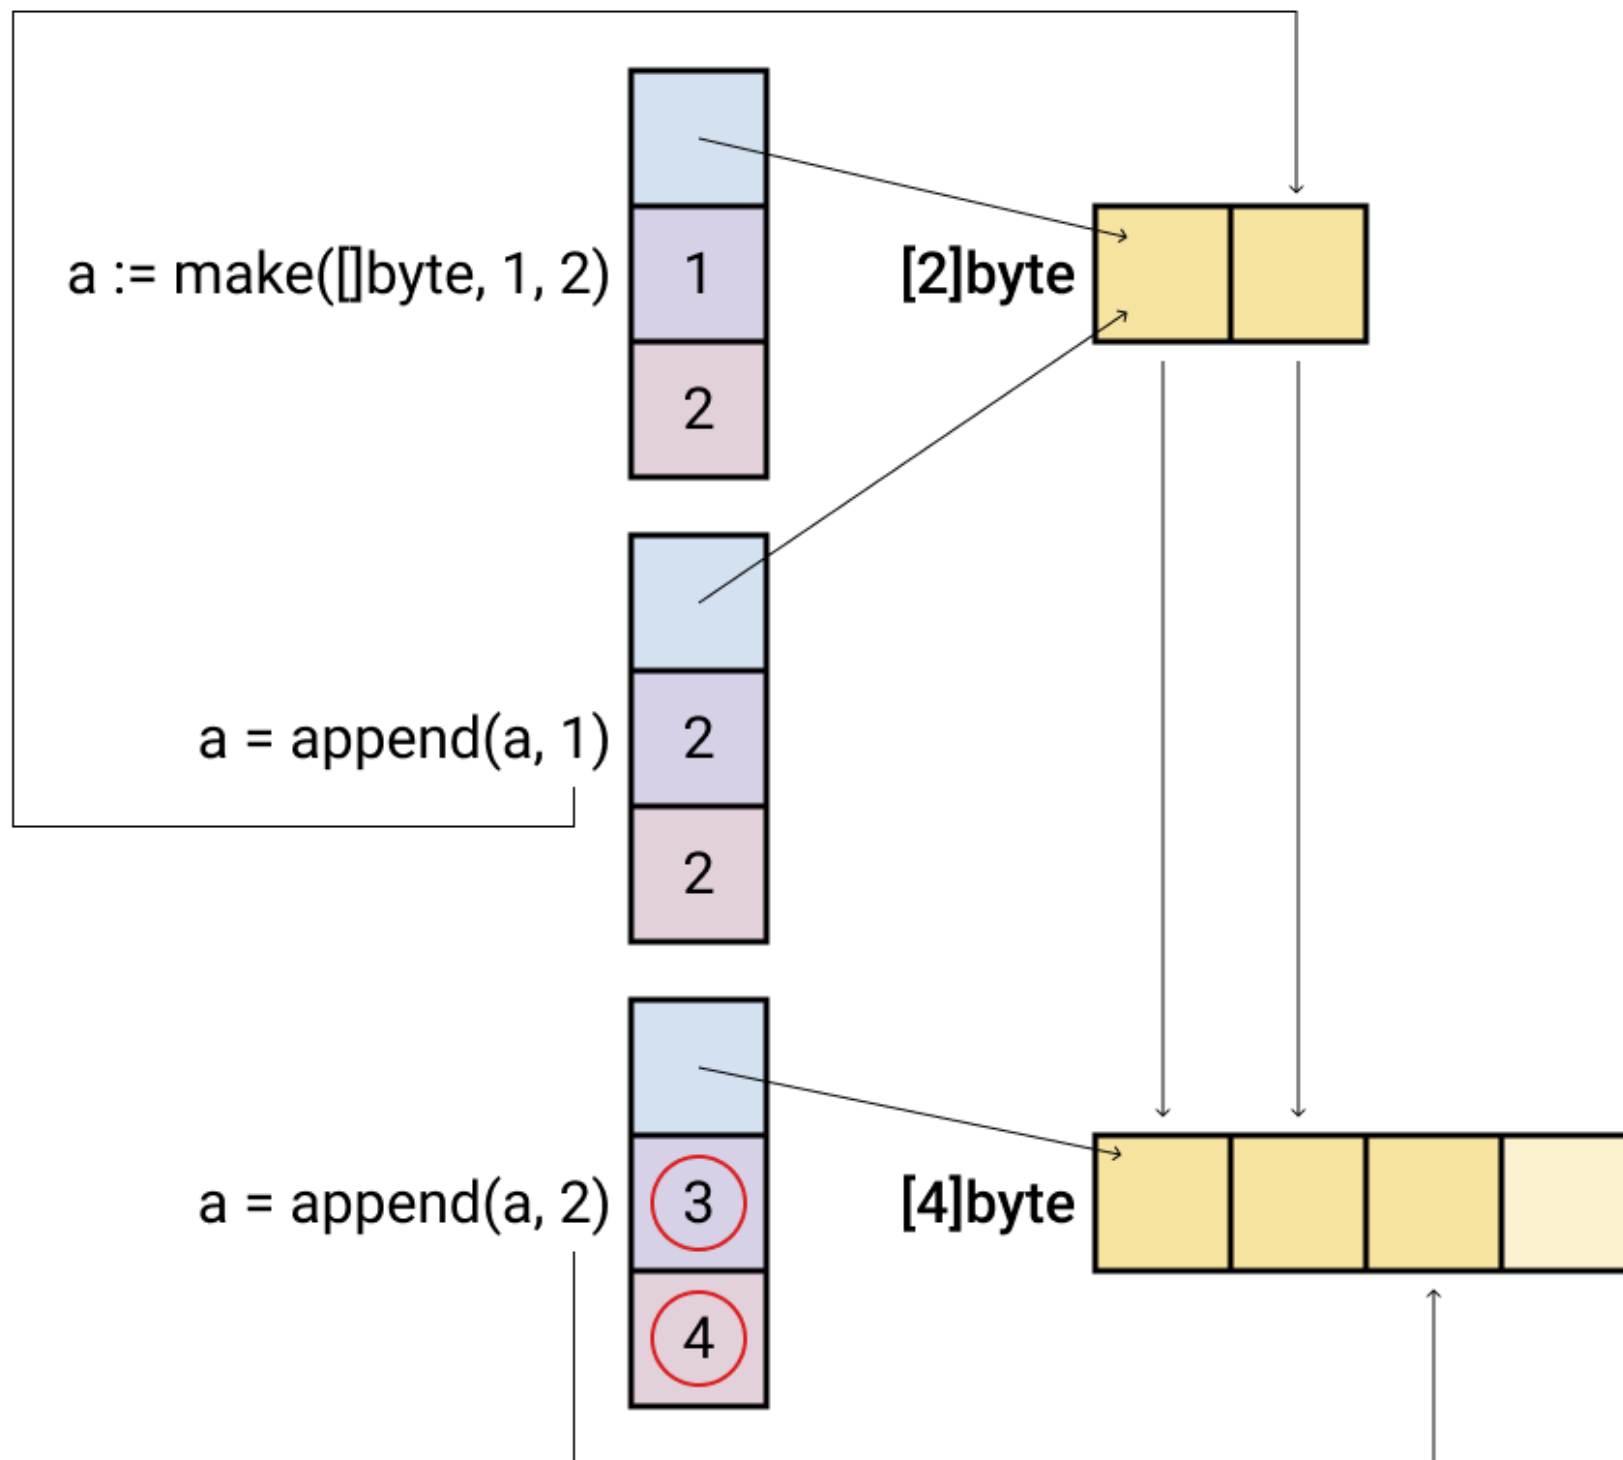 1
a := make([]byte, 1, 2)
[2]byte
2
2
a = append(a, 1)
2
3
a = append(a, 2)
[4]byte
4